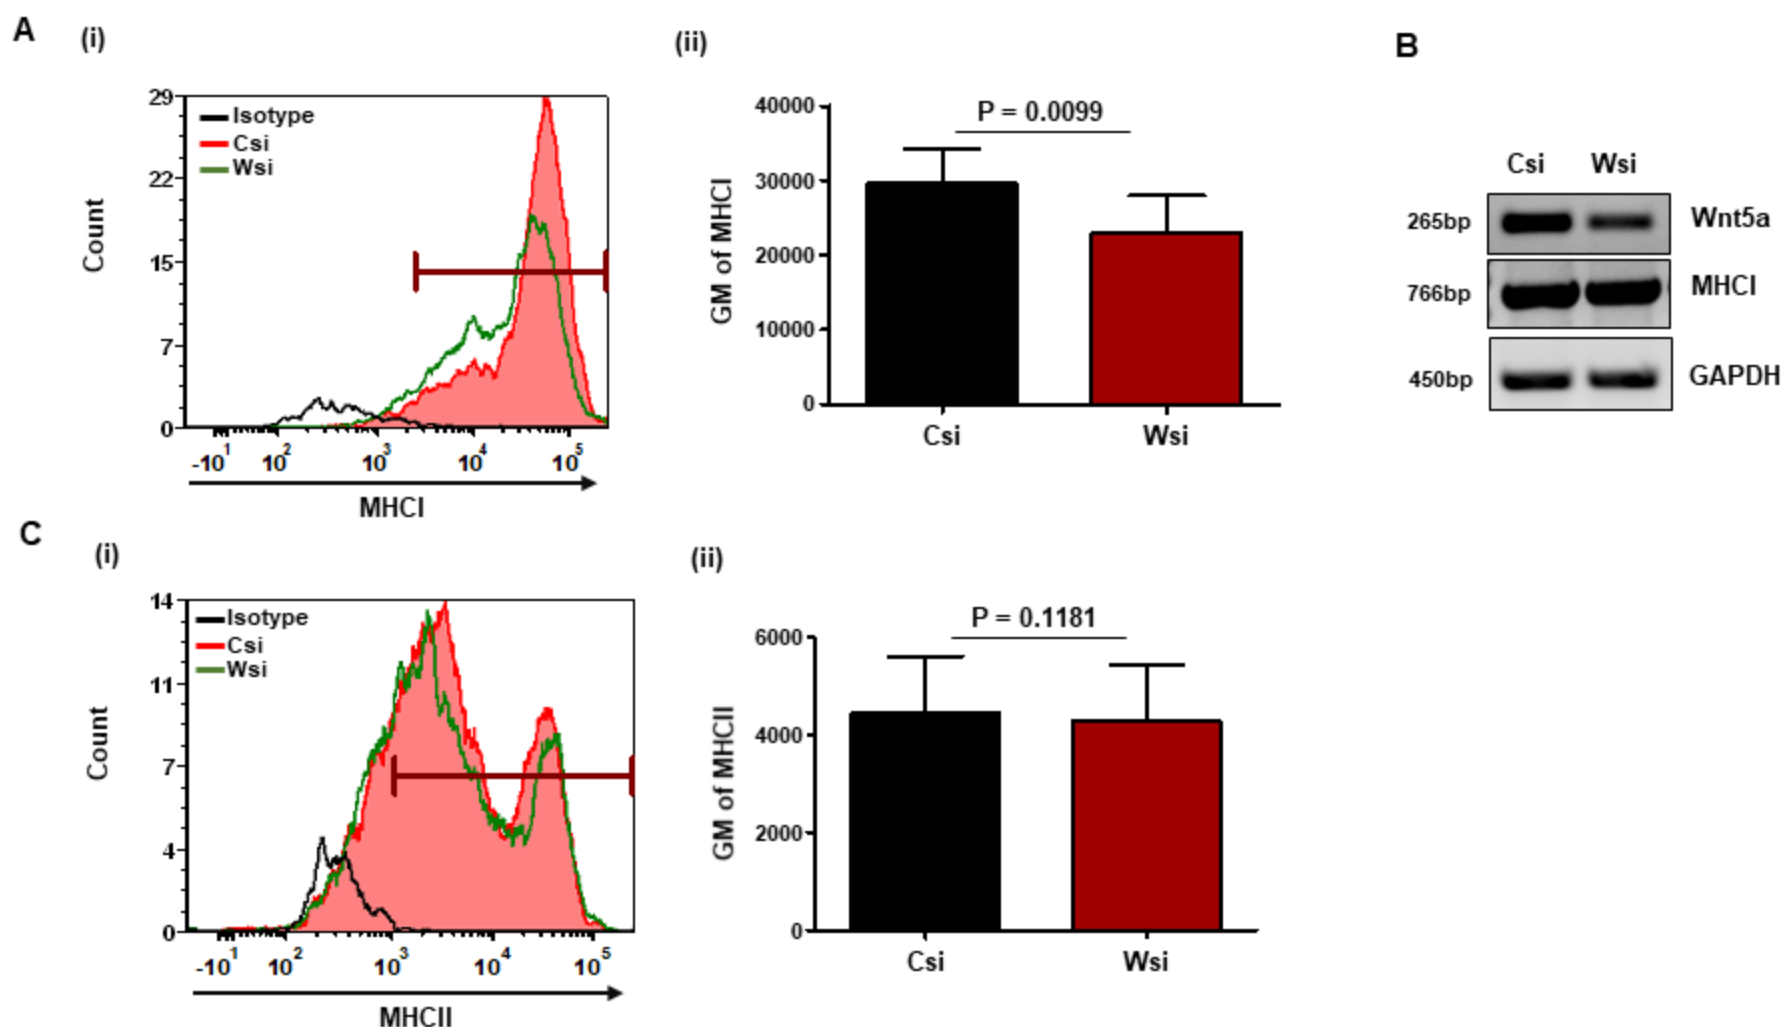 A
(i)
29
22
15
7
0
Count
Isotype
Csi
Wsi
-10^1 10^2 10^3 10^4 10^5
MHCI
(ii)
40000
30000
20000
10000
0
GM of MHCI
P = 0.0099
Csi Wsi
B
Csi Wsi
265bp Wnt5a
766bp MHCI
450bp GAPDH
C
(i)
14
11
7
4
0
Count
Isotype
Csi
Wsi
-10^1 10^2 10^3 10^4 10^5
MHCII
(ii)
6000
4000
2000
0
GM of MHCII
P = 0.1181
Csi Wsi